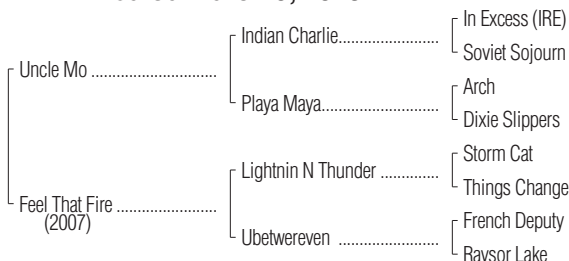 In Excess (IRE)
Indian Charlie
Soviet Sojourn
Uncle Mo
Arch
Playa Maya
Dixie Slippers
Storm Cat
Lightnin N Thunder
Things Change
Feel That Fire
(2007)
French Deputy
Ubetwereven
Raysor Lake